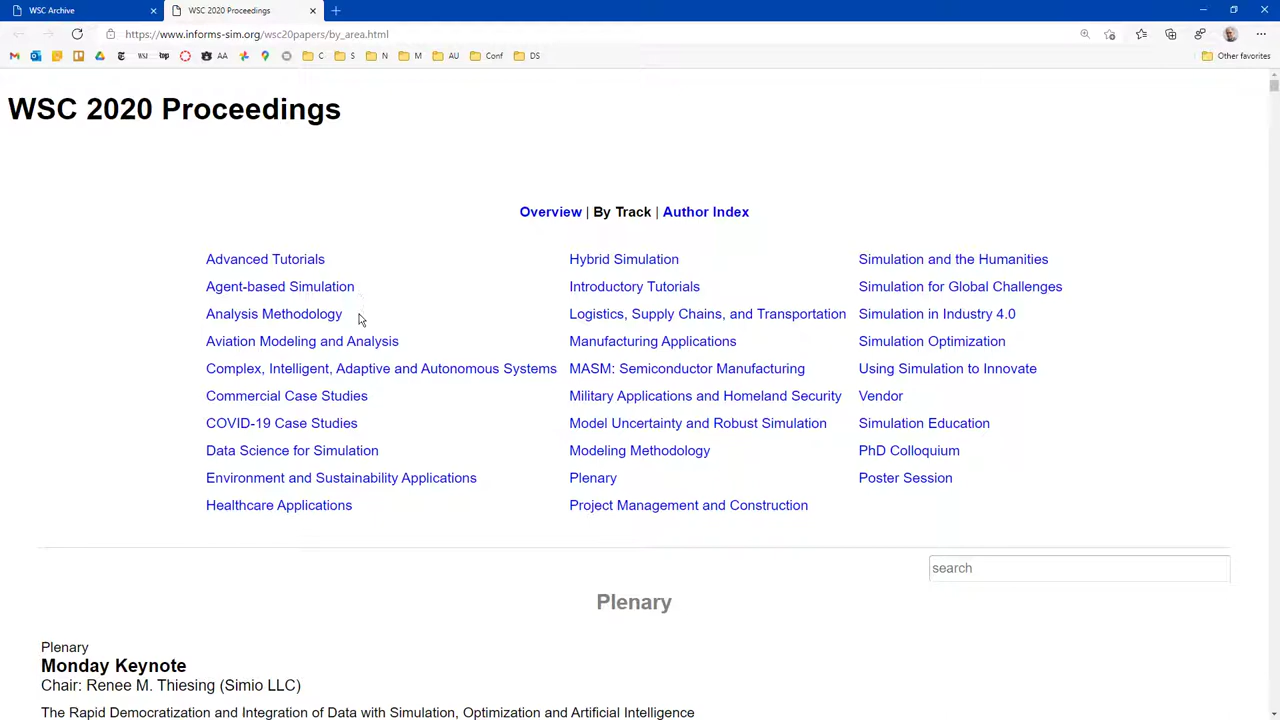 WSC Archive
WSC 2020 Proceedings
https://www.informs-sim.org/wsc20papers/by_area.html
AA
C
S
N
M
AU
Conf
DS
Other favorites
WSC 2020 Proceedings
Overview | By Track | Author Index
Advanced Tutorials
Agent-based Simulation
Analysis Methodology
Aviation Modeling and Analysis
Complex, Intelligent, Adaptive and Autonomous Systems
Commercial Case Studies
COVID-19 Case Studies
Data Science for Simulation
Environment and Sustainability Applications
Healthcare Applications
Hybrid Simulation
Introductory Tutorials
Logistics, Supply Chains, and Transportation
Manufacturing Applications
MASM: Semiconductor Manufacturing
Military Applications and Homeland Security
Model Uncertainty and Robust Simulation
Modeling Methodology
Plenary
Project Management and Construction
Simulation and the Humanities
Simulation for Global Challenges
Simulation in Industry 4.0
Simulation Optimization
Using Simulation to Innovate
Vendor
Simulation Education
PhD Colloquium
Poster Session
search
Plenary
Plenary
Monday Keynote
Chair: Renee M. Thiesing (Simio LLC)
The Rapid Democratization and Integration of Data with Simulation, Optimization and Artificial Intelligence